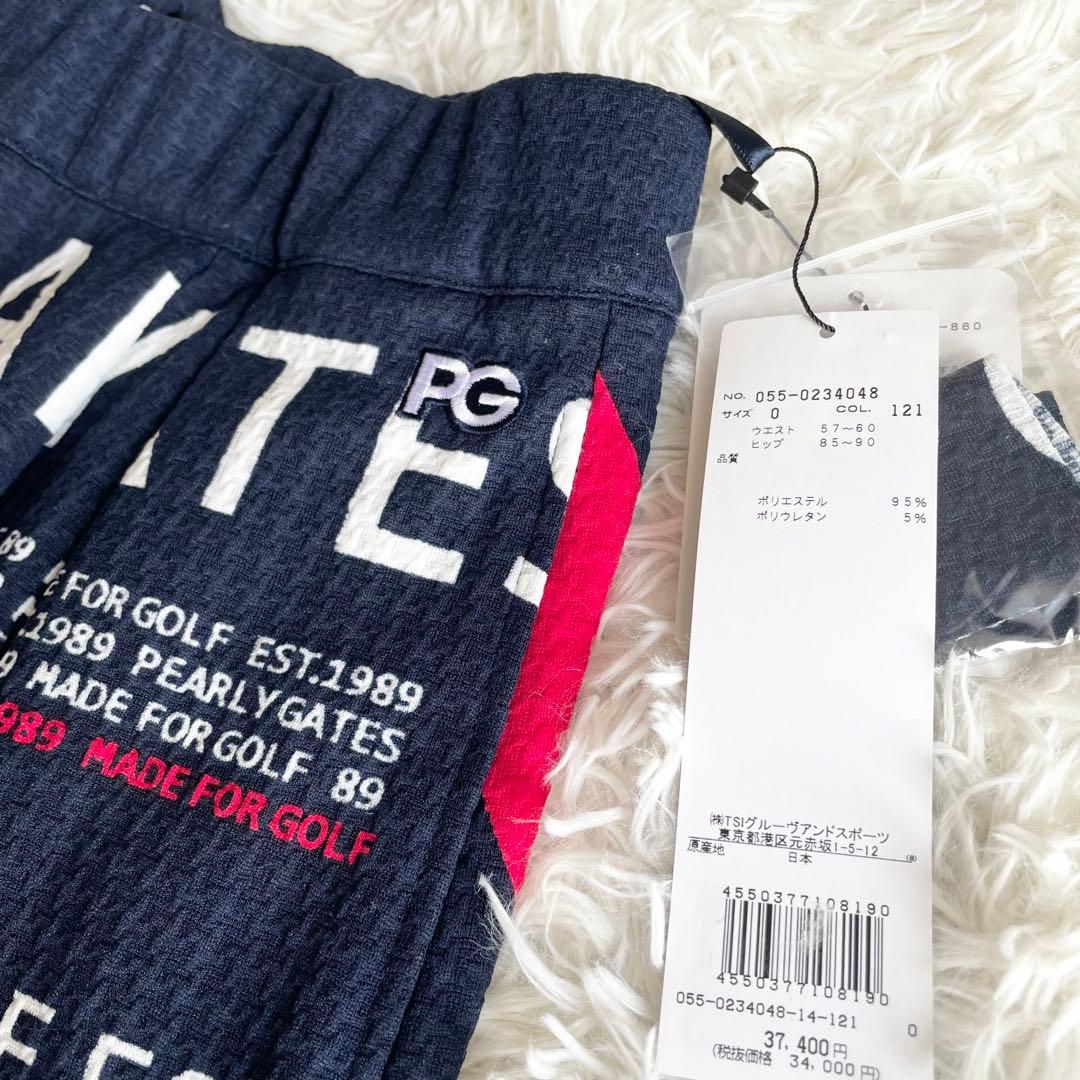 AXTES
PG
89
E FOR GOLF EST.1989
.1989 PEARLY GATES
9 MADE FOR GOLF 89
989 MADE FOR GOLF
-860
NO. 055-0234048
サイズ 0 COL. 121
ウエスト 57～60
ヒップ 85～90
品質
ポリエステル 95%
ポリウレタン 5%
㈱TSIグルーヴアンドスポーツ
東京都港区元赤坂1-5-12
原産地 日本
4550377108190
4550377108190
055-0234048-14-121 0
37,400円
(税抜価格 34,000円)